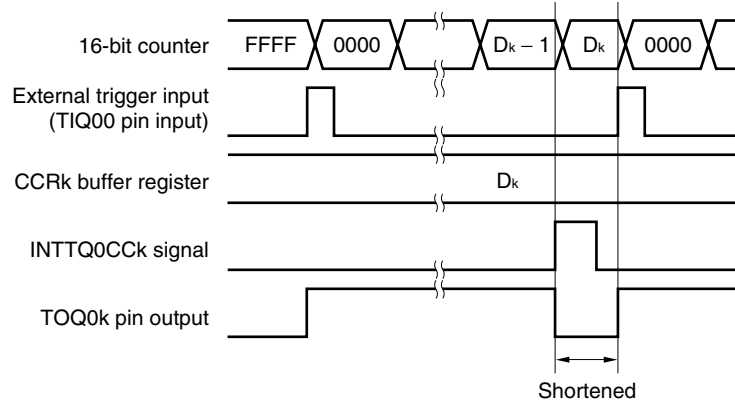 16-bit counter FFFF 0000 Dk − 1 Dk 0000
External trigger input
(TIQ00 pin input)
CCRk buffer register Dk
INTTQ0CCk signal
TOQ0k pin output
Shortened